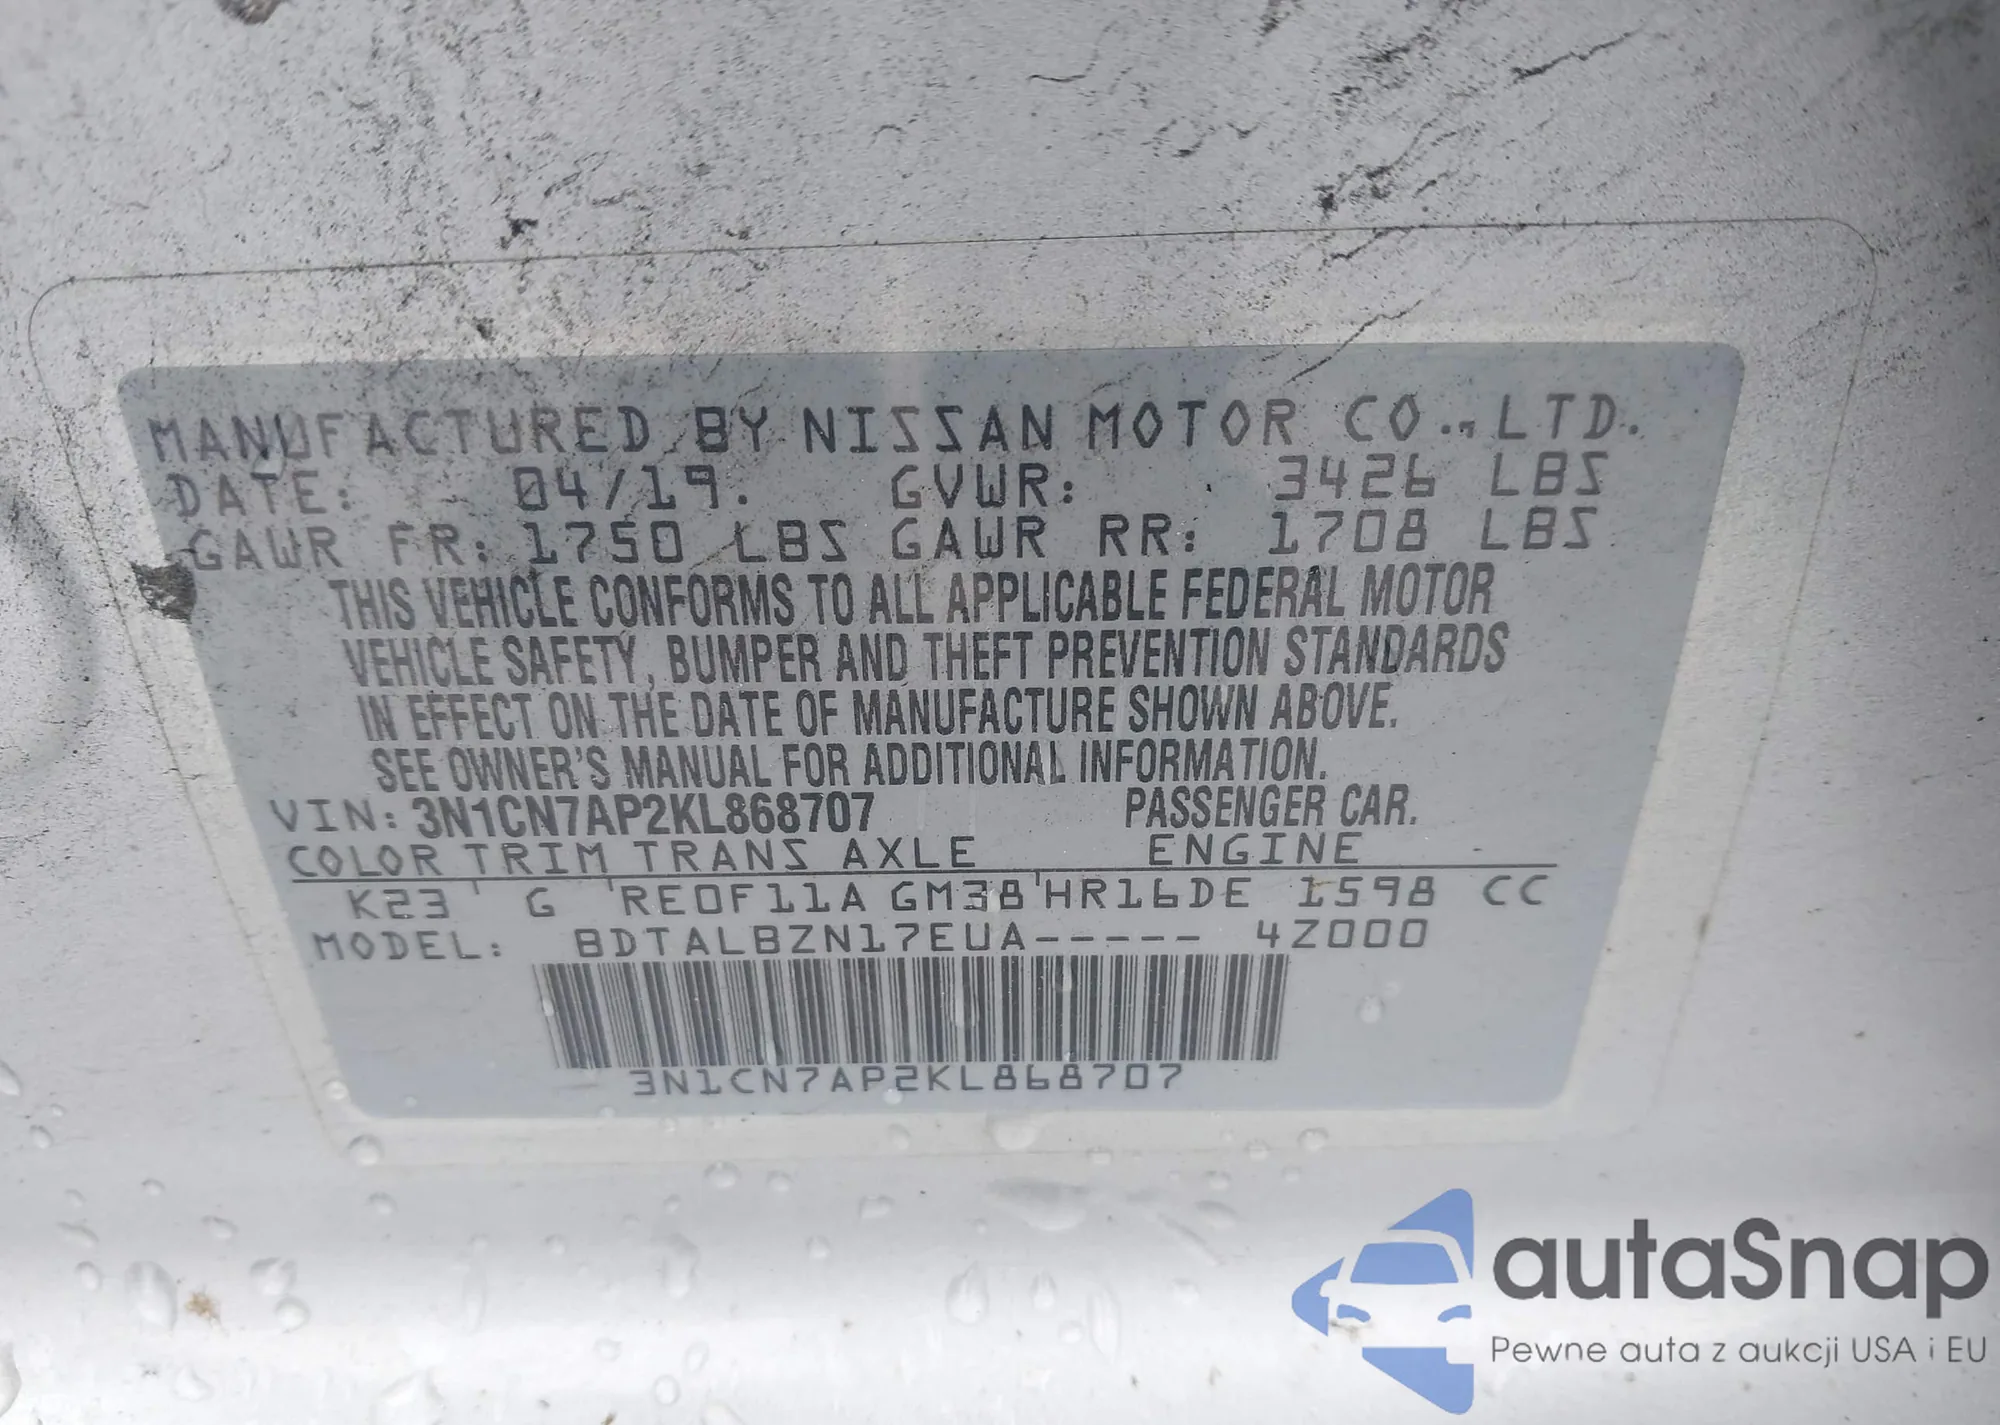 MANUFACTURED BY NISSAN MOTOR CO., LTD.
DATE: 04/19. GVWR: 3426 LBS
GAWR FR: 1750 LBS GAWR RR: 1708 LBS
THIS VEHICLE CONFORMS TO ALL APPLICABLE FEDERAL MOTOR
VEHICLE SAFETY, BUMPER AND THEFT PREVENTION STANDARDS
IN EFFECT ON THE DATE OF MANUFACTURE SHOWN ABOVE.
SEE OWNER'S MANUAL FOR ADDITIONAL INFORMATION.
VIN: 3N1CN7AP2KL868707 PASSENGER CAR.
COLOR TRIM TRANS AXLE ENGINE
K23 G RE0F11A GM38 HR16DE 1598 CC
MODEL: BDTALBZN17EUA----- 4Z000
3N1CN7AP2KL868707
autaSnap
Pewne auta z aukcji USA i EU